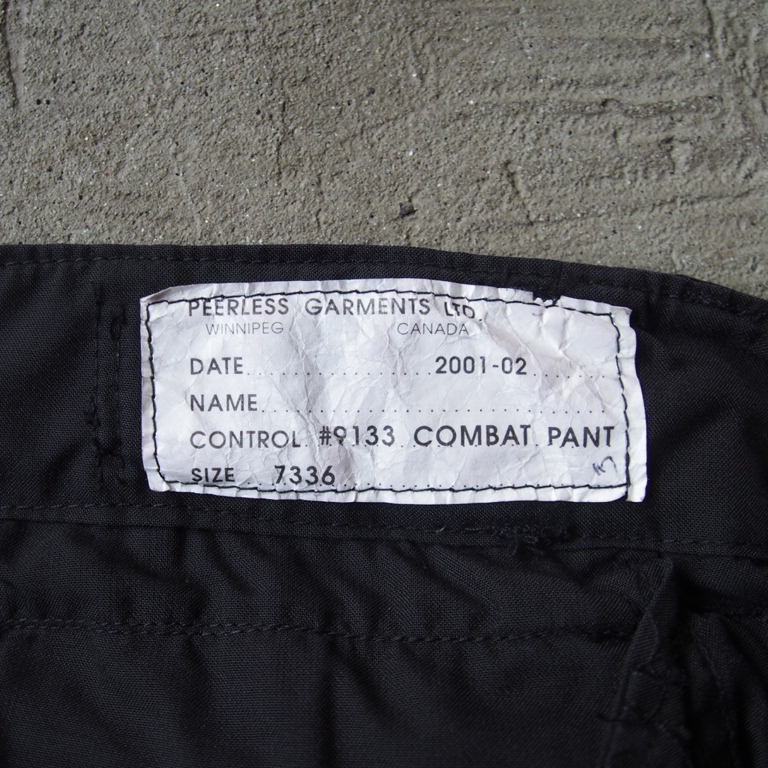 PEERLESS GARMENTS LTD.
WINNIPEG CANADA
DATE 2001-02
NAME
CONTROL #9133 COMBAT PANT
SIZE 7336